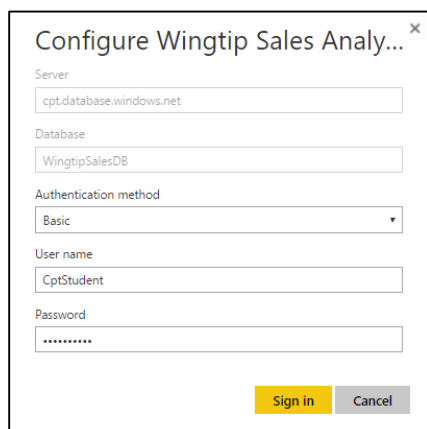 Configure Wingtip Sales Analy...
Server
cpt.database.windows.net
Database
WingtipSalesDB
Authentication method
Basic
User name
CptStudent
Password
••••••••••
Sign in Cancel